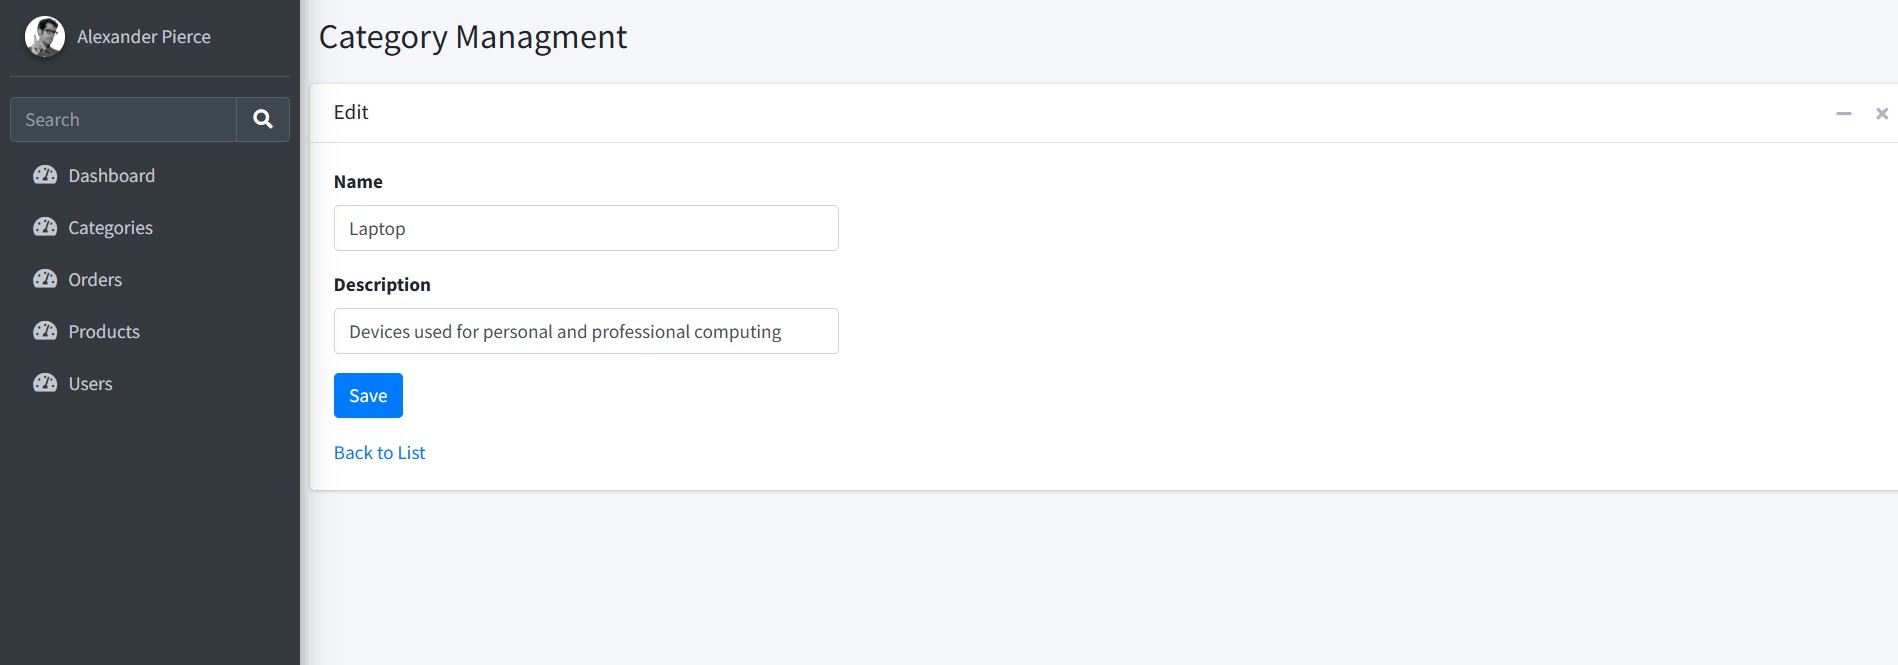 Alexander Pierce
Search
Dashboard
Categories
Orders
Products
Users
Category Managment
Edit
Name
Laptop
Description
Devices used for personal and professional computing
Save
Back to List